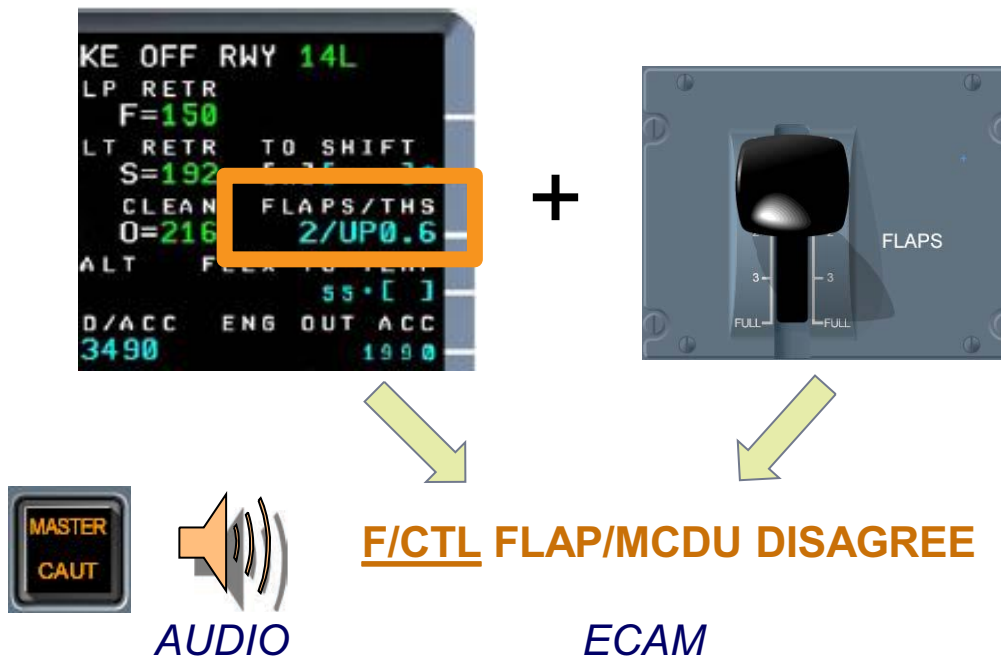 KE OFF RWY 14L
LP RETR
F=150
LT RETR TO SHIFT
S=192
CLEAN FLAPS/THS
O=216 2/UP0.6
ALT
55·[ ]
D/ACC ENG OUT ACC
3490 1990
+
FLAPS
3 3
FULL FULL
MASTER
CAUT
F/CTL FLAP/MCDU DISAGREE
AUDIO
ECAM